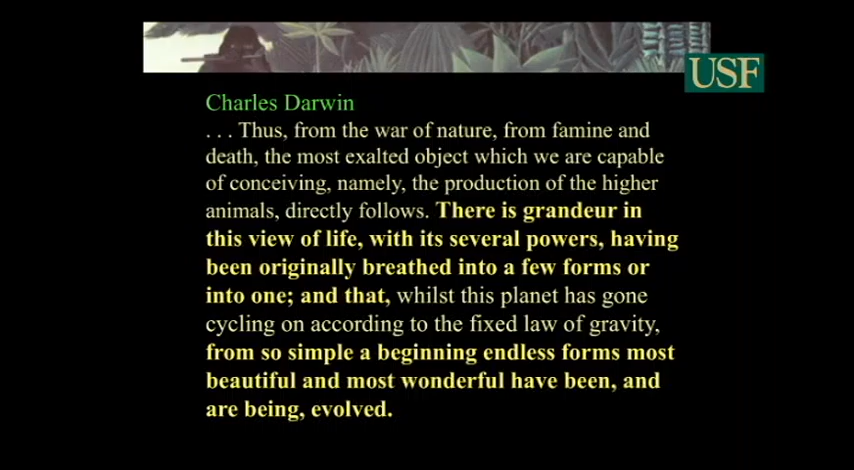 USF
Charles Darwin
. . . Thus, from the war of nature, from famine and
death, the most exalted object which we are capable
of conceiving, namely, the production of the higher
animals, directly follows. There is grandeur in
this view of life, with its several powers, having
been originally breathed into a few forms or
into one; and that, whilst this planet has gone
cycling on according to the fixed law of gravity,
from so simple a beginning endless forms most
beautiful and most wonderful have been, and
are being, evolved.